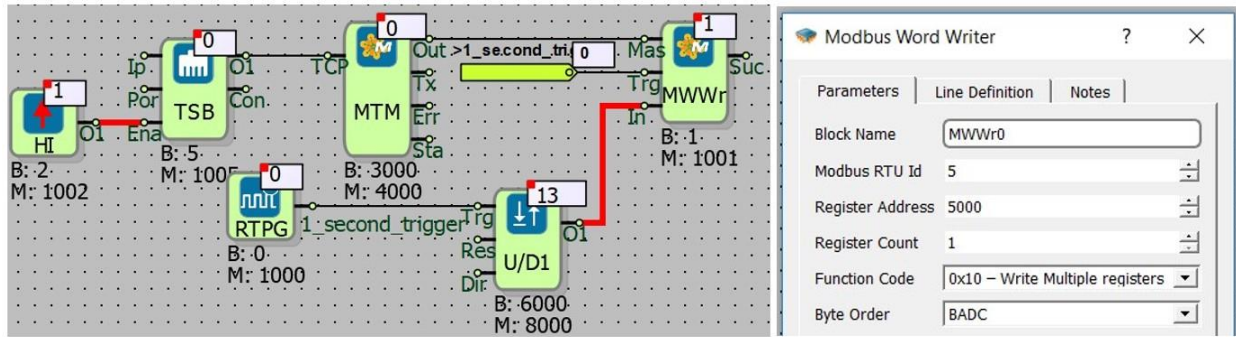 1
HI
O1
B: 2
M: 1002
0
Ip
Por
Ena
TSB
O1
Con.
B: 5
M: 1005
0
TCP
MTM
Out
Tx
Err
Sta
B: 3000
M: 4000
>1_second_tri.
0
1
Mas
Trg
In
MWWr
Suc.
B: 1
M: 1001
0
RTPG
1_second_trigger
B: 0
M: 1000
13
Trg
Res
Dir
U/D1
O1
B: 6000
M: 8000
Modbus Word Writer ? ×
Parameters Line Definition Notes
Block Name MWWr0
Modbus RTU Id 5
Register Address 5000
Register Count 1
Function Code 0x10 – Write Multiple registers
Byte Order BADC